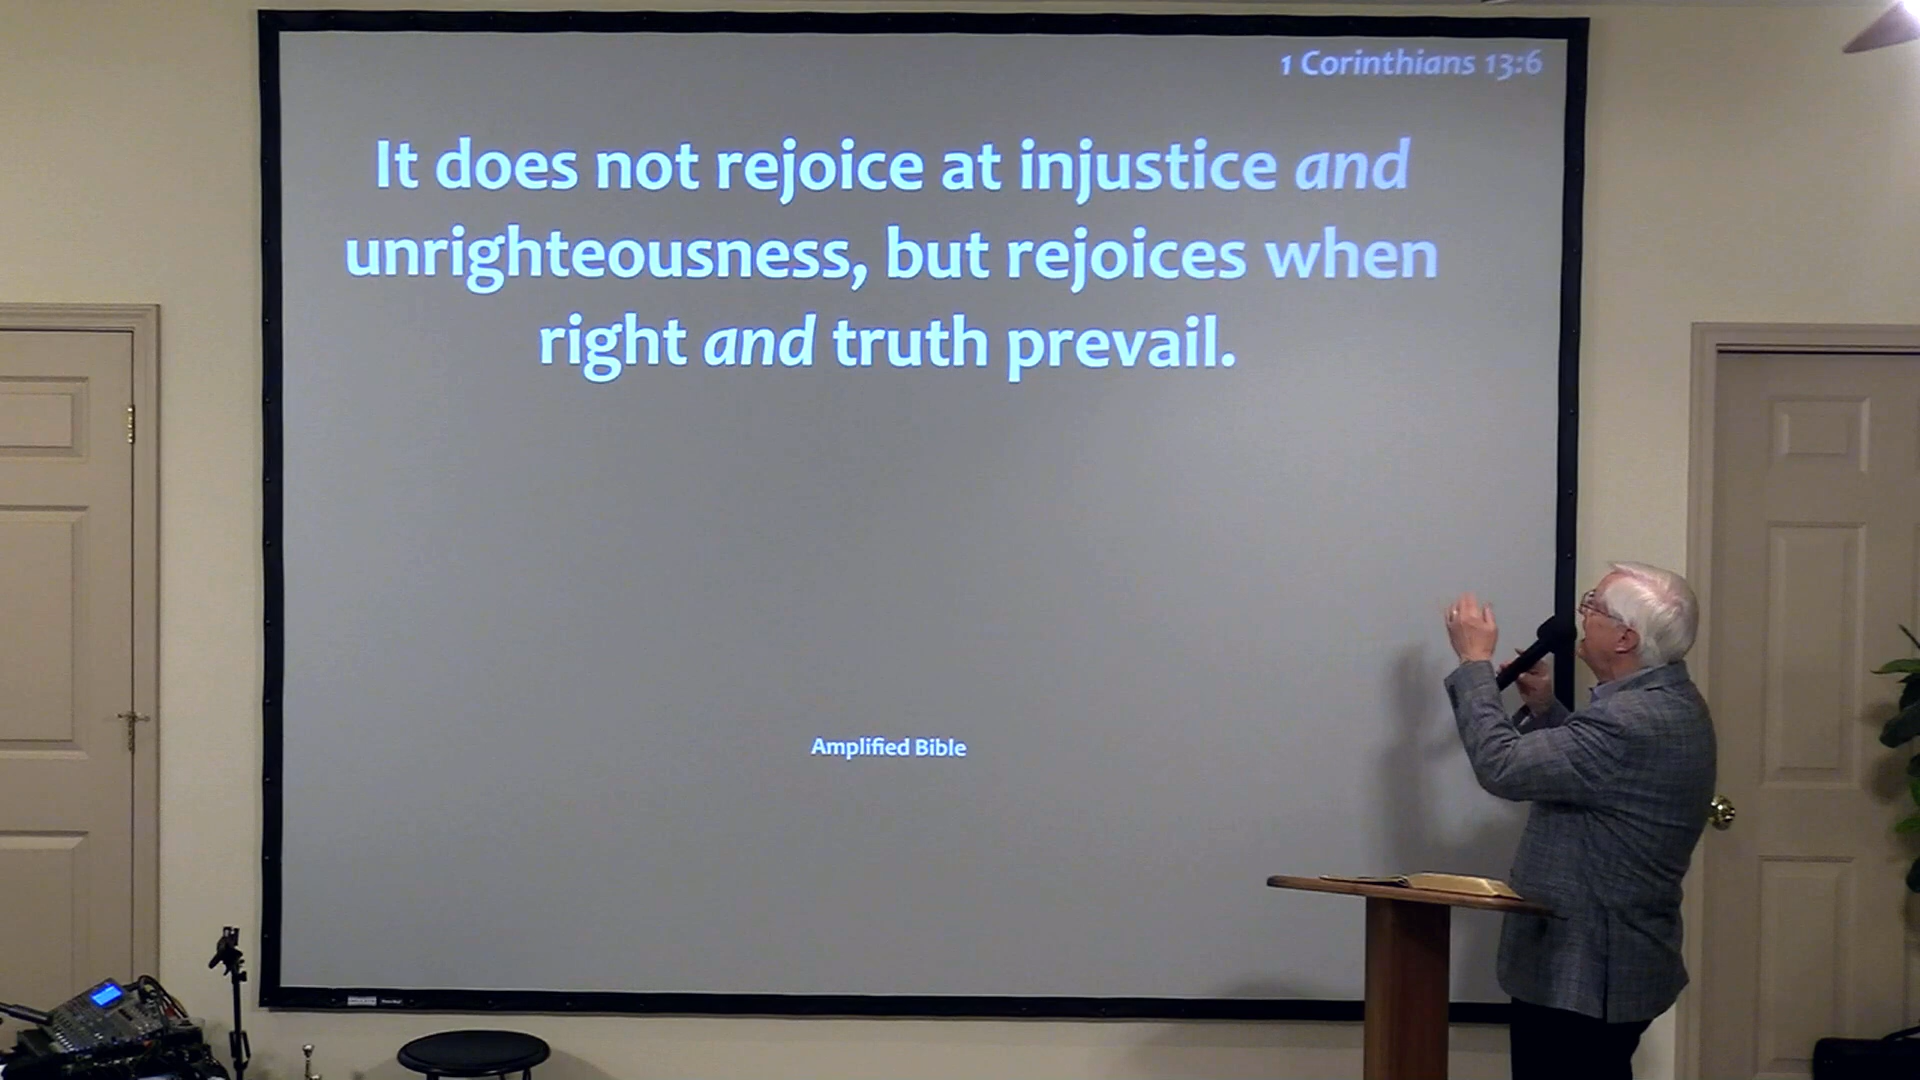 1 Corinthians 13:6
It does not rejoice at injustice and
unrighteousness, but rejoices when
right and truth prevail.
Amplified Bible